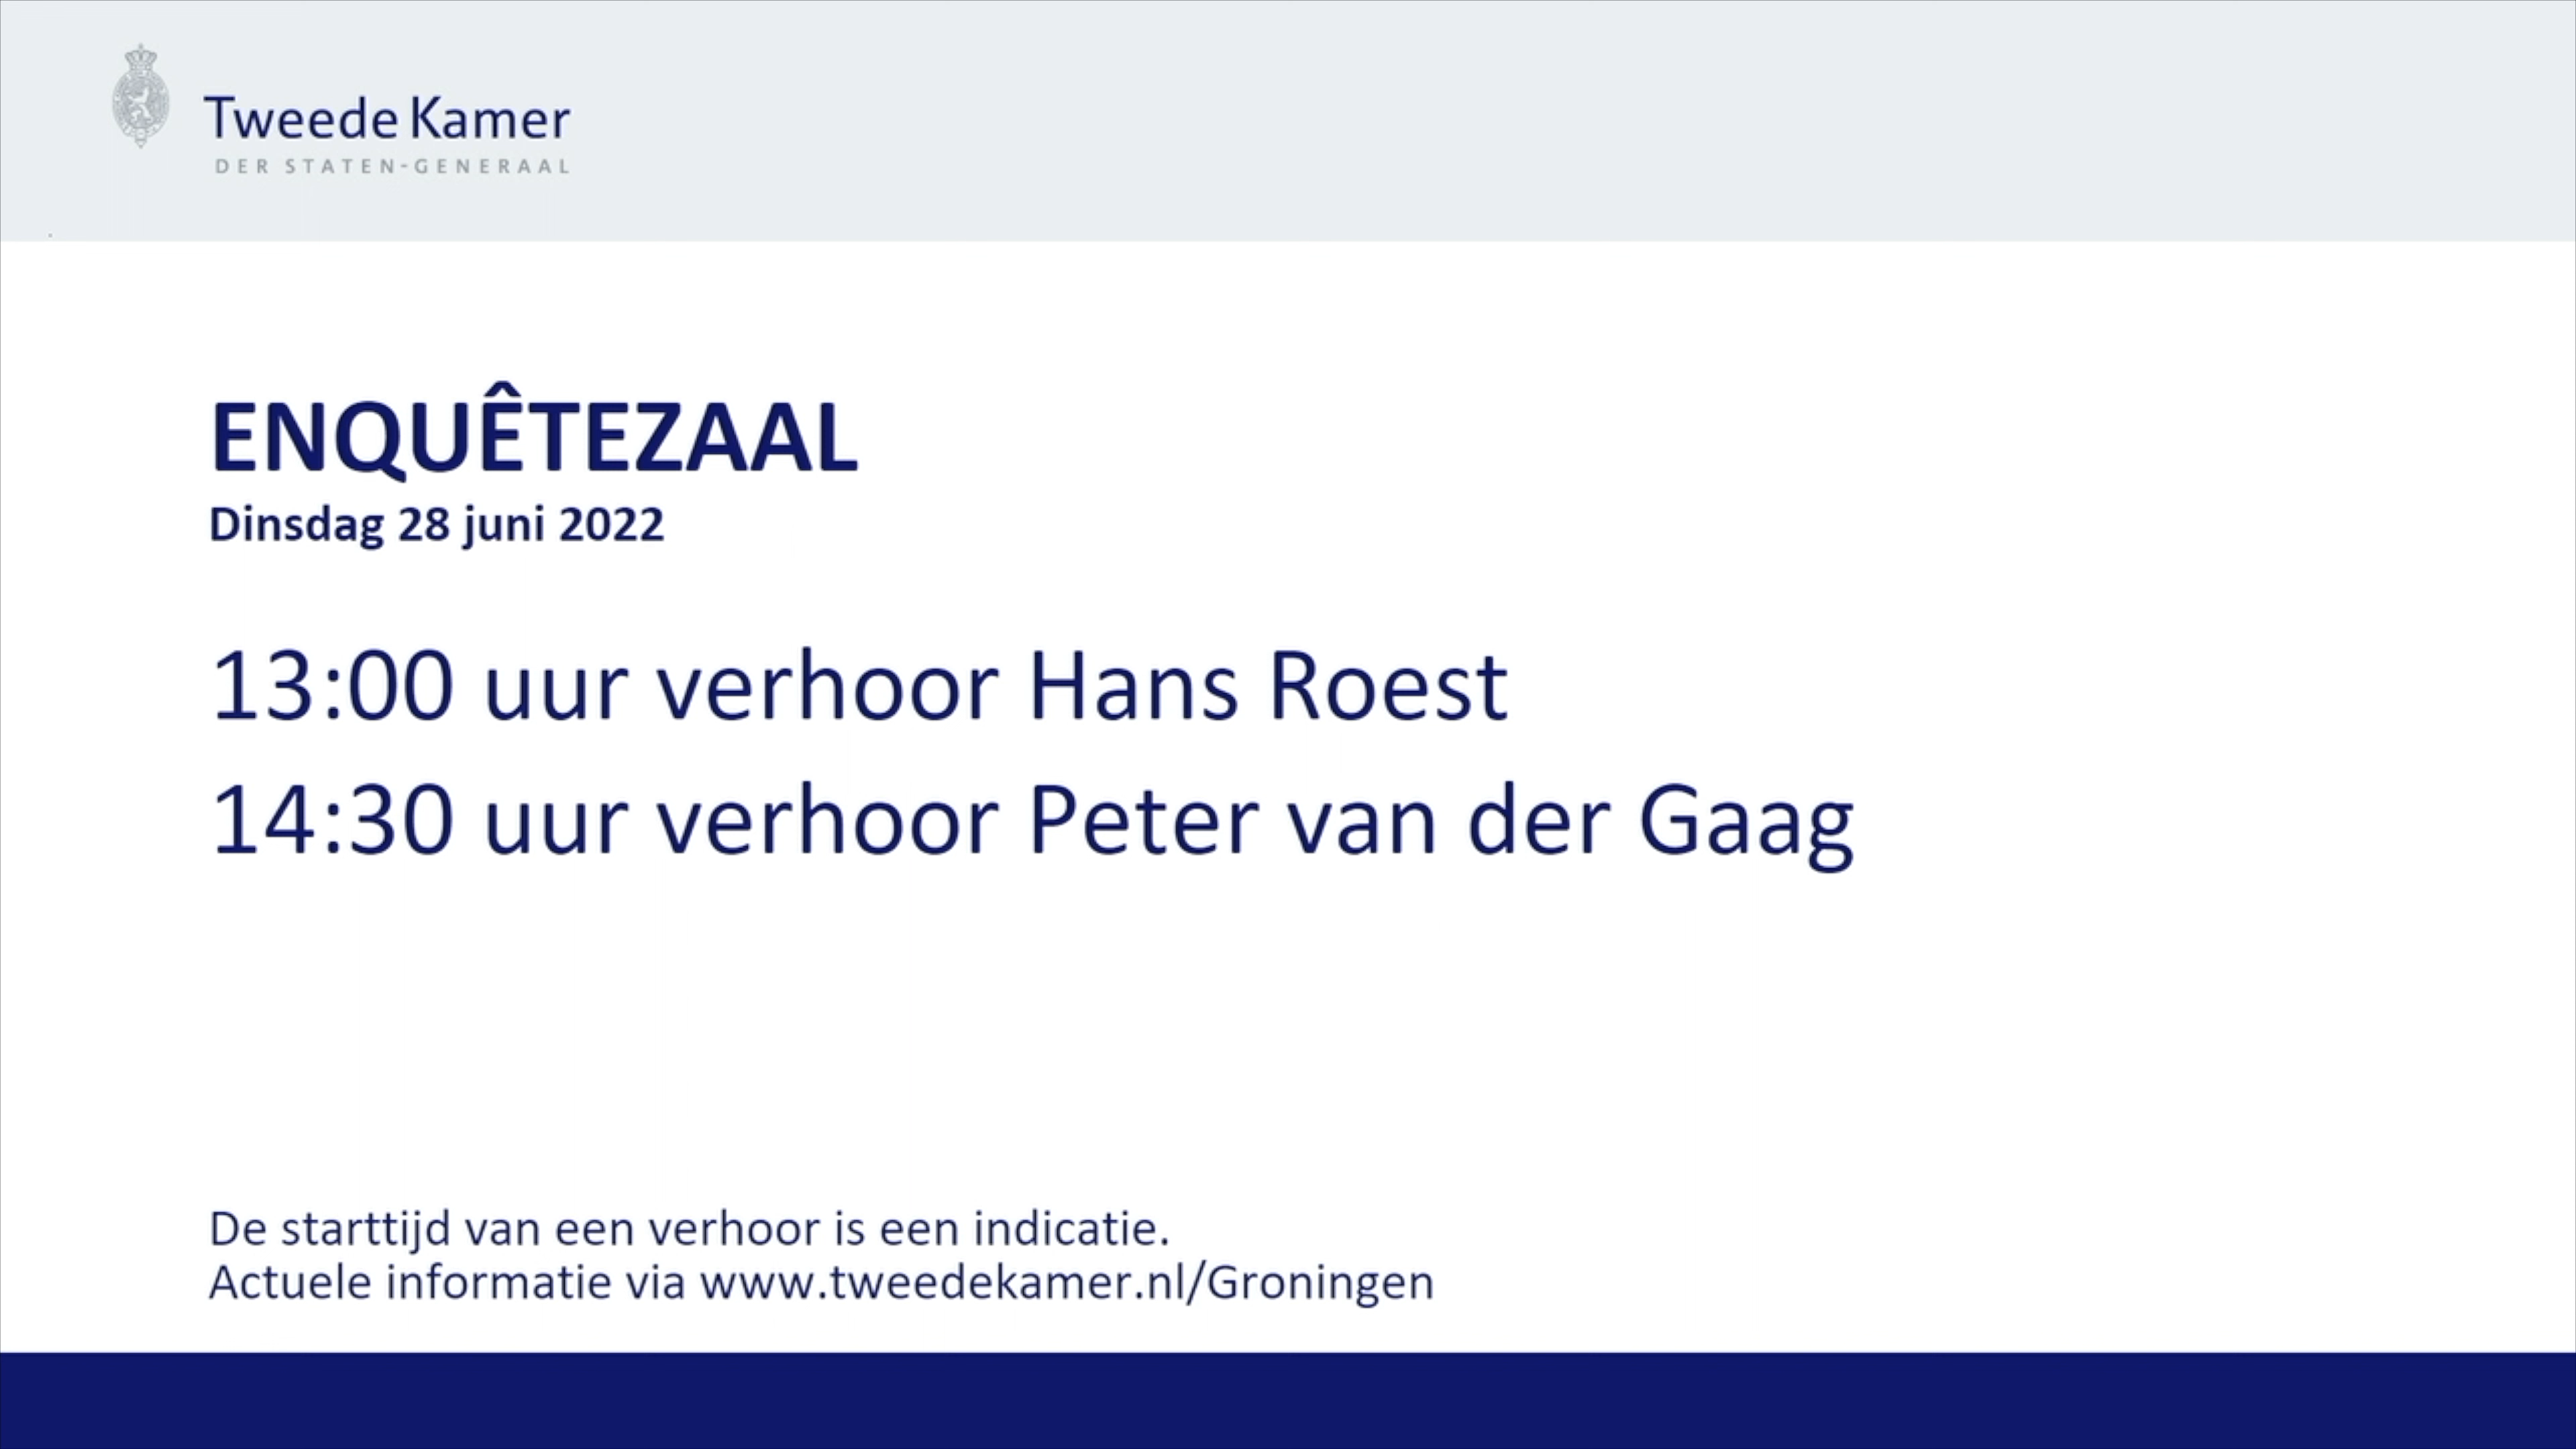 Tweede Kamer
DER STATEN-GENERAAL
ENQUÊTEZAAL
Dinsdag 28 juni 2022
13:00 uur verhoor Hans Roest
14:30 uur verhoor Peter van der Gaag
De starttijd van een verhoor is een indicatie.
Actuele informatie via www.tweedekamer.nl/Groningen